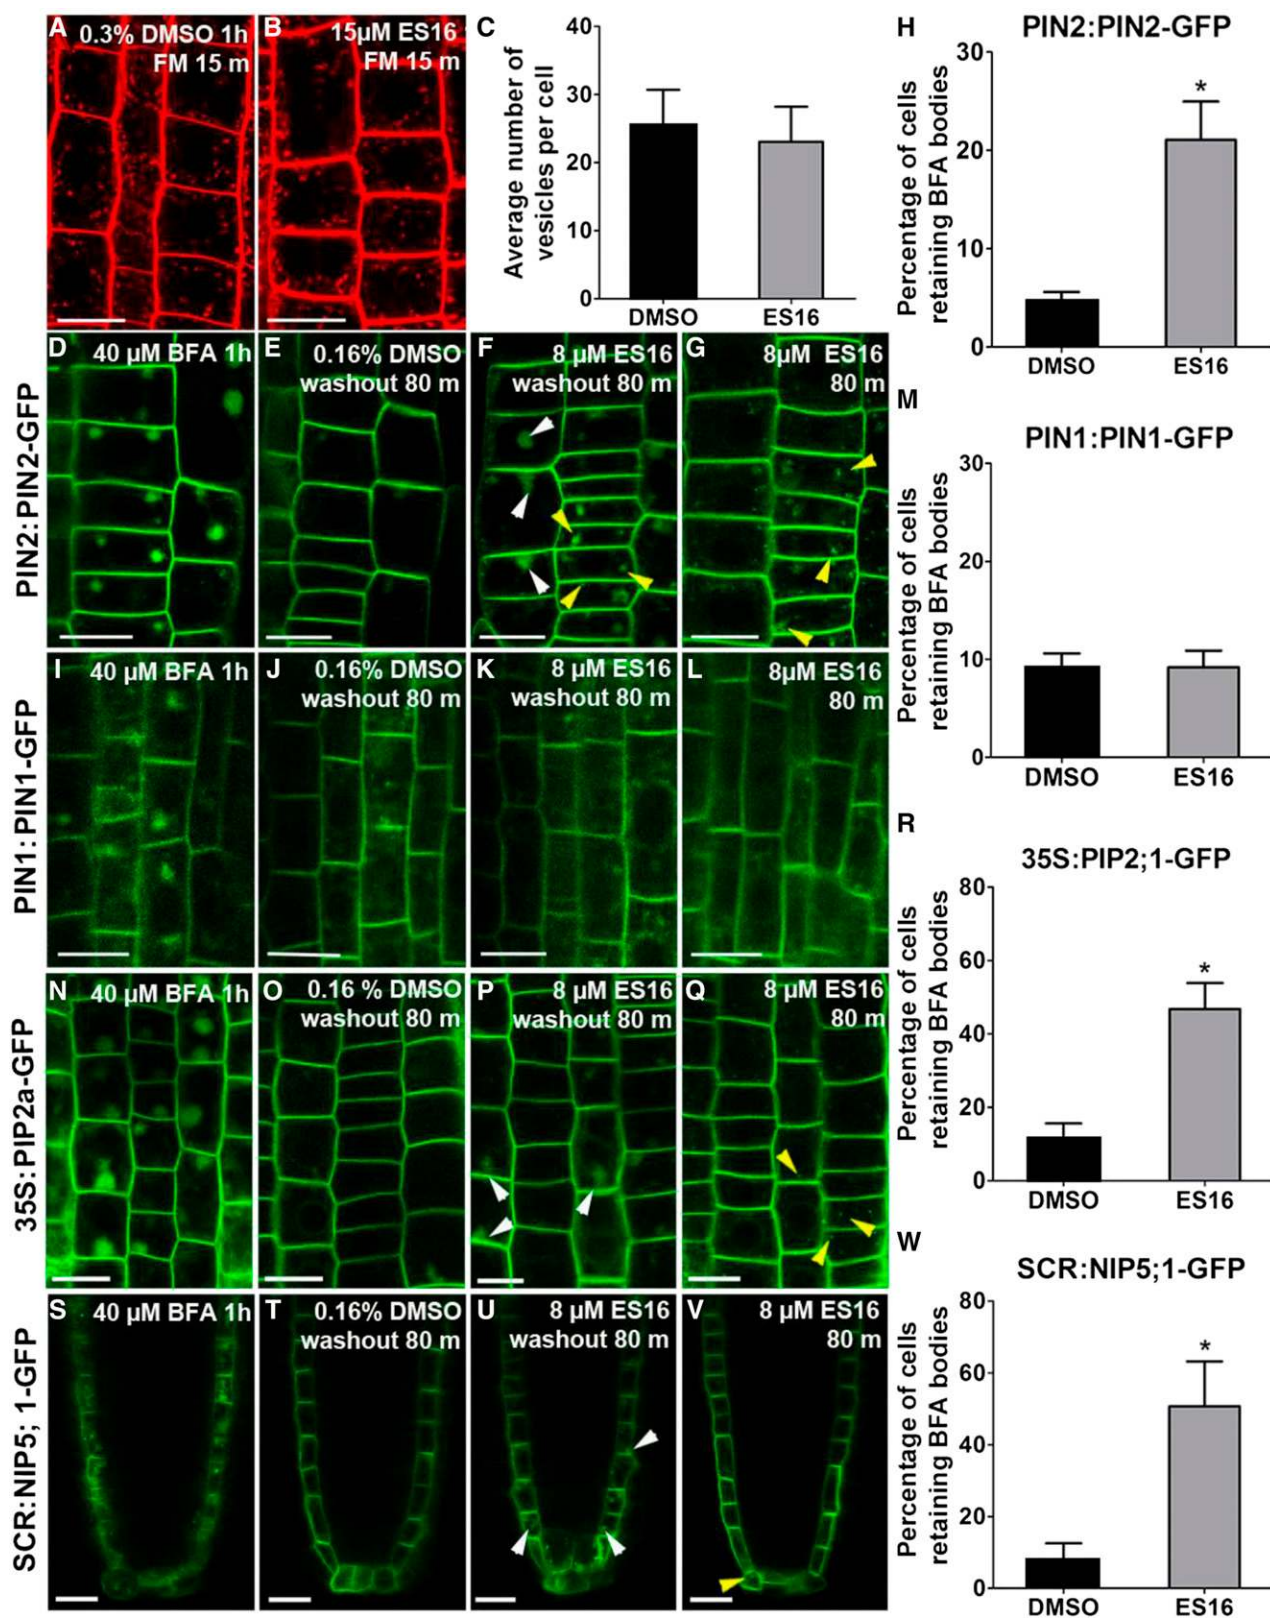 A 0.3% DMSO 1h
FM 15 m
B 15µM ES16
FM 15 m
C
Average number of
vesicles per cell
40
30
20
10
0
DMSO ES16
H PIN2:PIN2-GFP
Percentage of cells
retaining BFA bodies
30
20
10
0
*
DMSO ES16
PIN2:PIN2-GFP
D 40 µM BFA 1h
E 0.16% DMSO
washout 80 m
F 8 µM ES16
washout 80 m
G 8µM ES16
80 m
M
PIN1:PIN1-GFP
Percentage of cells
retaining BFA bodies
30
20
10
0
DMSO ES16
PIN1:PIN1-GFP
I 40 µM BFA 1h
J 0.16% DMSO
washout 80 m
K 8 µM ES16
washout 80 m
L 8µM ES16
80 m
R
35S:PIP2;1-GFP
Percentage of cells
retaining BFA bodies
80
60
40
20
0
*
DMSO ES16
35S:PIP2a-GFP
N 40 µM BFA 1h
O 0.16 % DMSO
washout 80 m
P 8 µM ES16
washout 80 m
Q 8 µM ES16
80 m
W
SCR:NIP5;1-GFP
Percentage of cells
retaining BFA bodies
80
60
40
20
0
*
DMSO ES16
SCR:NIP5; 1-GFP
S 40 µM BFA 1h
T 0.16% DMSO
washout 80 m
U 8 µM ES16
washout 80 m
V 8 µM ES16
80 m